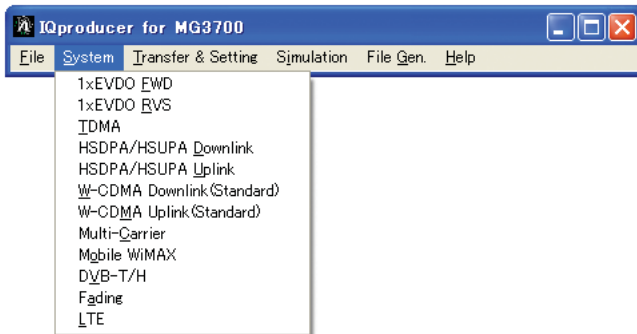 IQproducer for MG3700
File System Transfer & Setting Simulation File Gen. Help
1xEVDO FWD
1xEVDO RVS
TDMA
HSDPA/HSUPA Downlink
HSDPA/HSUPA Uplink
W-CDMA Downlink(Standard)
W-CDMA Uplink(Standard)
Multi-Carrier
Mobile WiMAX
DVB-T/H
Fading
LTE